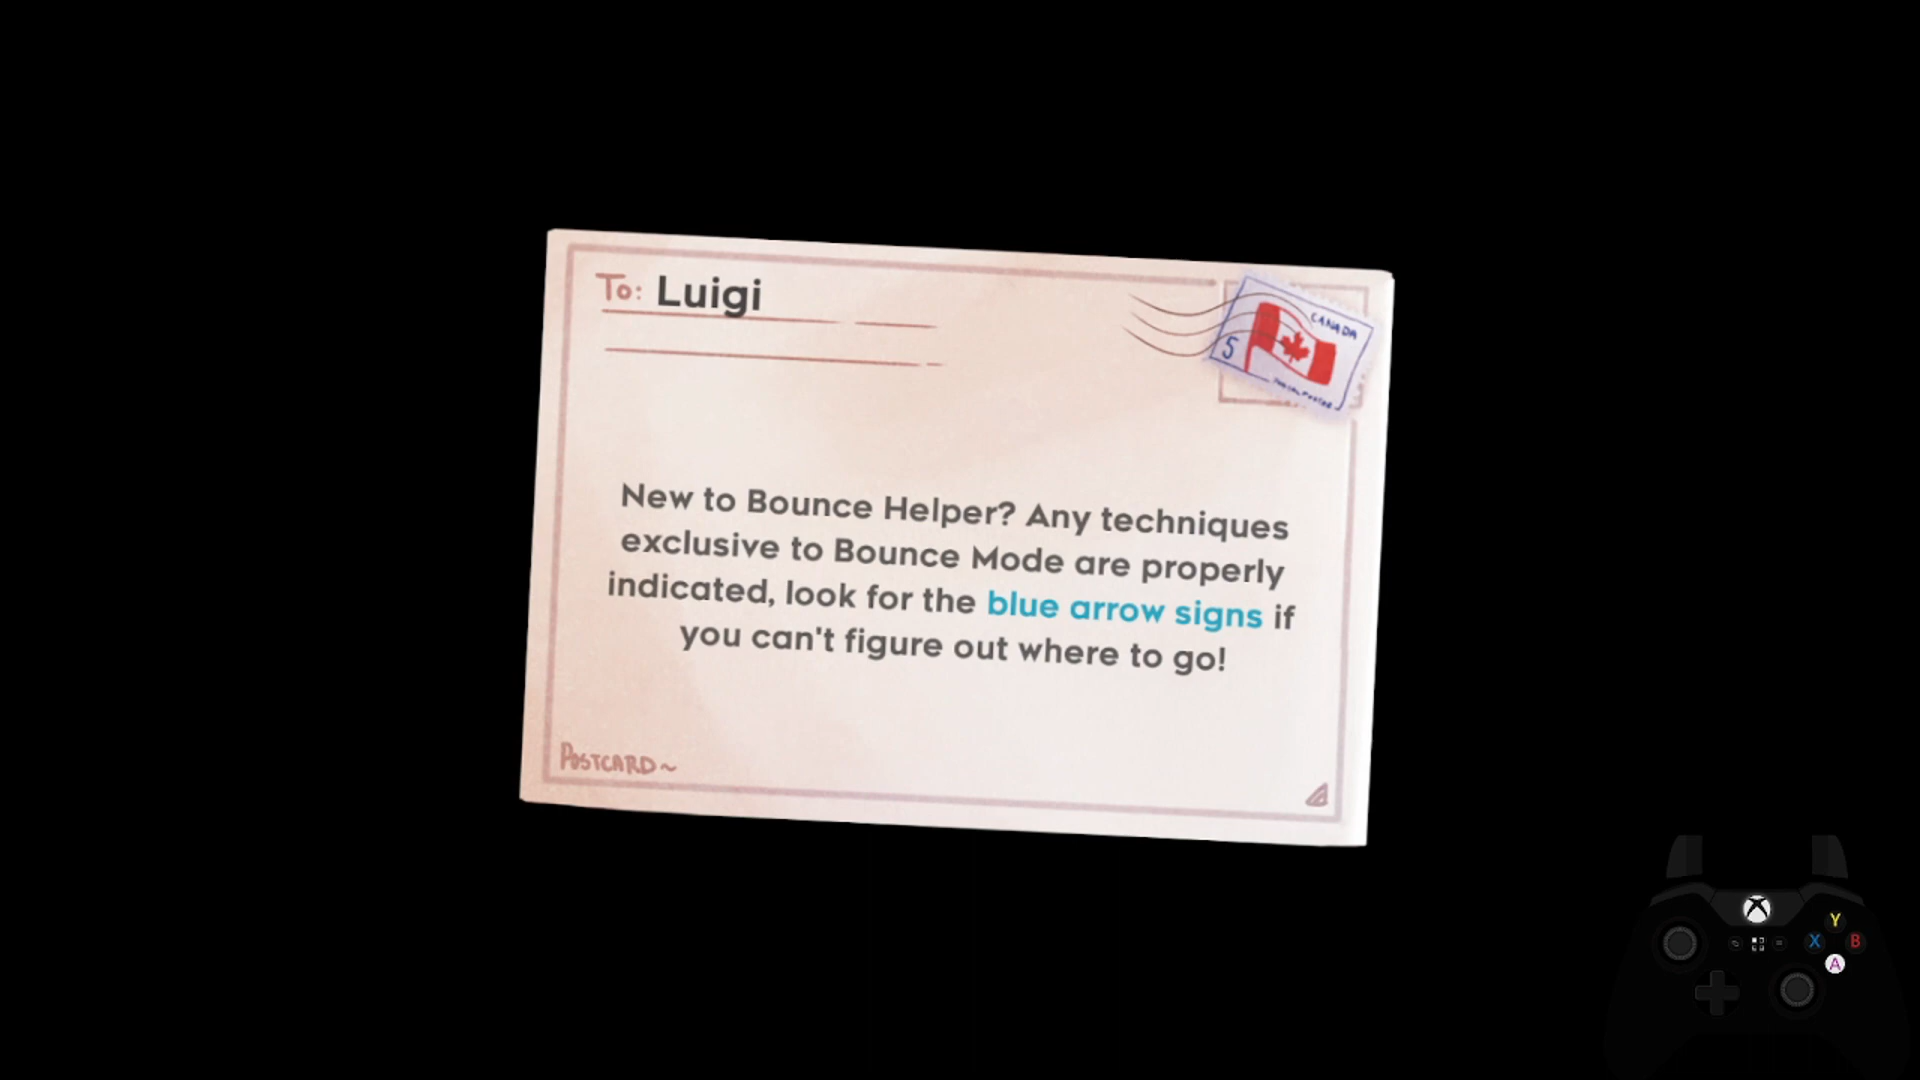 To: Luigi
CANADA
5
New to Bounce Helper? Any techniques
exclusive to Bounce Mode are properly
indicated, look for the blue arrow signs if
you can't figure out where to go!
POSTCARD~
Y
X B
A